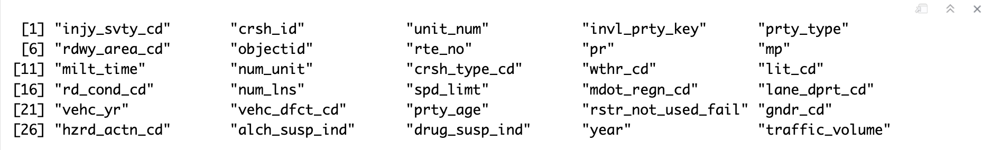 [1] "injy_svty_cd" "crsh_id" "unit_num" "invl_prty_key" "prty_type"
[6] "rdwy_area_cd" "objectid" "rte_no" "pr" "mp"
[11] "milt_time" "num_unit" "crsh_type_cd" "wthr_cd" "lit_cd"
[16] "rd_cond_cd" "num_lns" "spd_limt" "mdot_regn_cd" "lane_dprt_cd"
[21] "vehc_yr" "vehc_dfct_cd" "prty_age" "rstr_not_used_fail" "gndr_cd"
[26] "hzrd_actn_cd" "alch_susp_ind" "drug_susp_ind" "year" "traffic_volume"